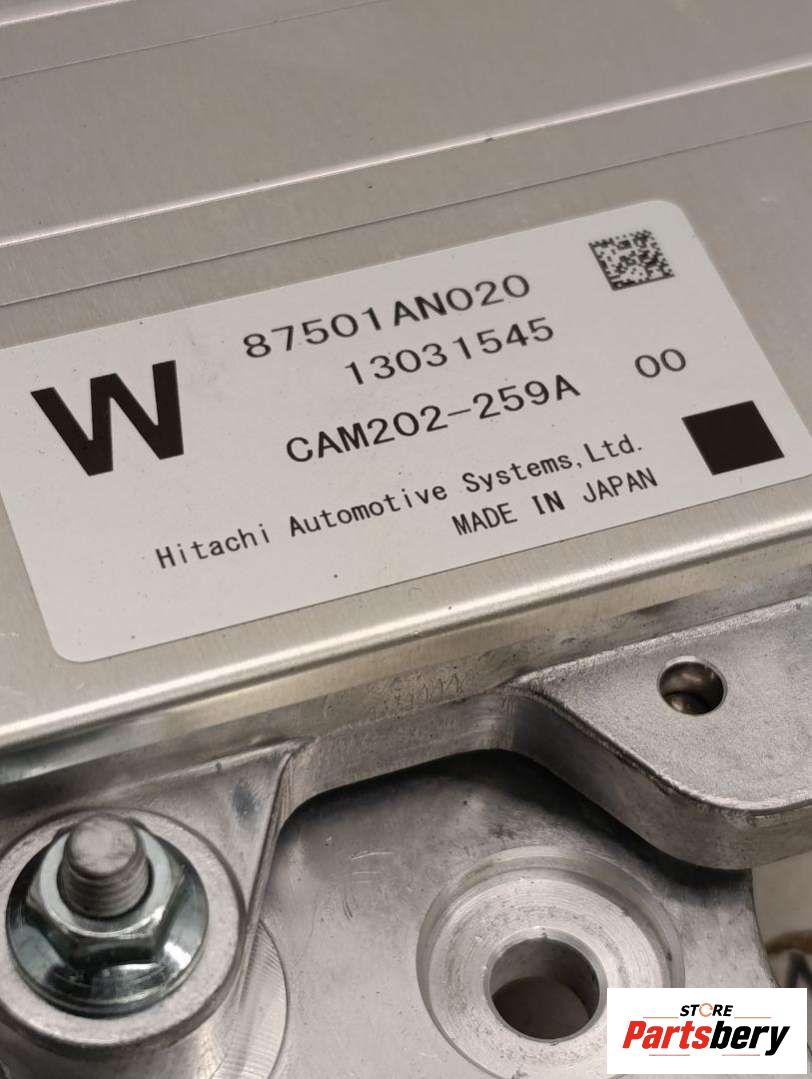 87501AN020
13031545
W
CAM202-259A 00
Hitachi Automotive Systems,Ltd.
MADE IN JAPAN
STORE
Partsbery